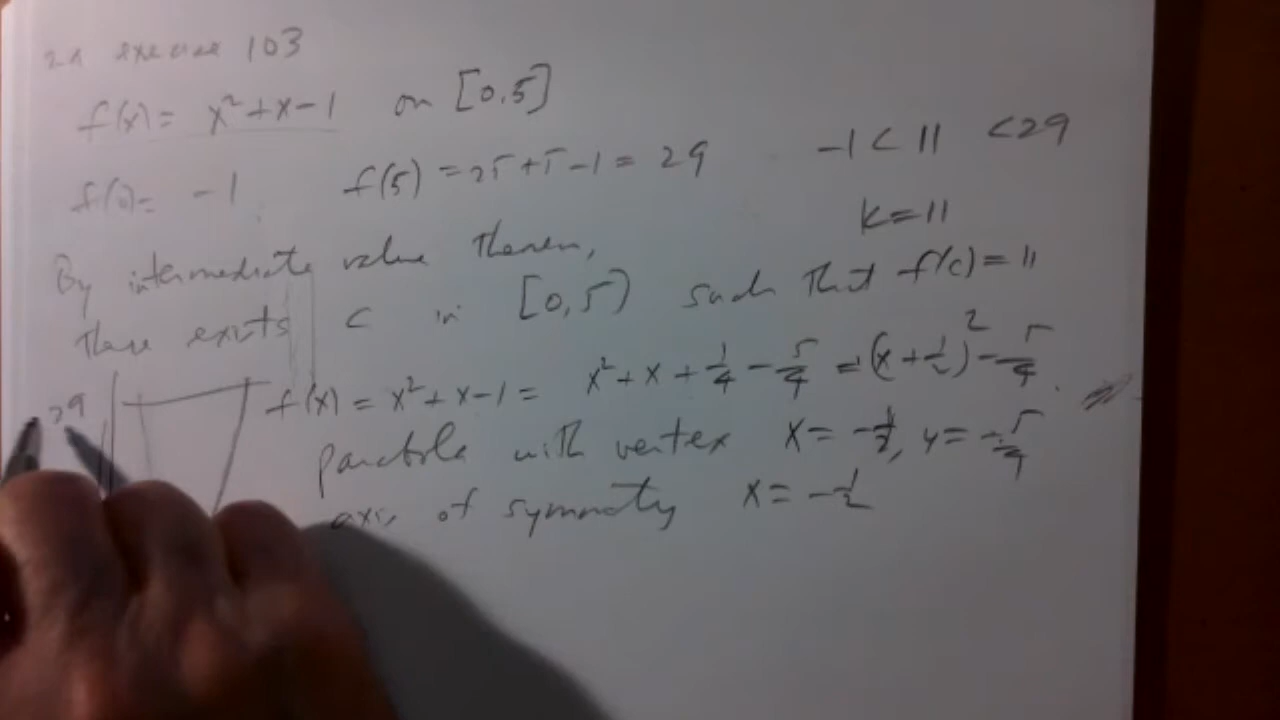 exercise 103
f(x) = x² + x - 1 on [0,5]
f(0) = -1 f(5) = 25 + 5 - 1 = 29 -1 < 11 < 29
k = 11
By intermediate value theorem,
there exists c in [0,5) such that f(c) = 11
f(x) = x² + x - 1 = x² + x + 1/4 - 5/4 = (x + 1/2)² - 5/4.
29
parabola with vertex x = -1/2, y = -5/4
axis of symmetry x = -1/2